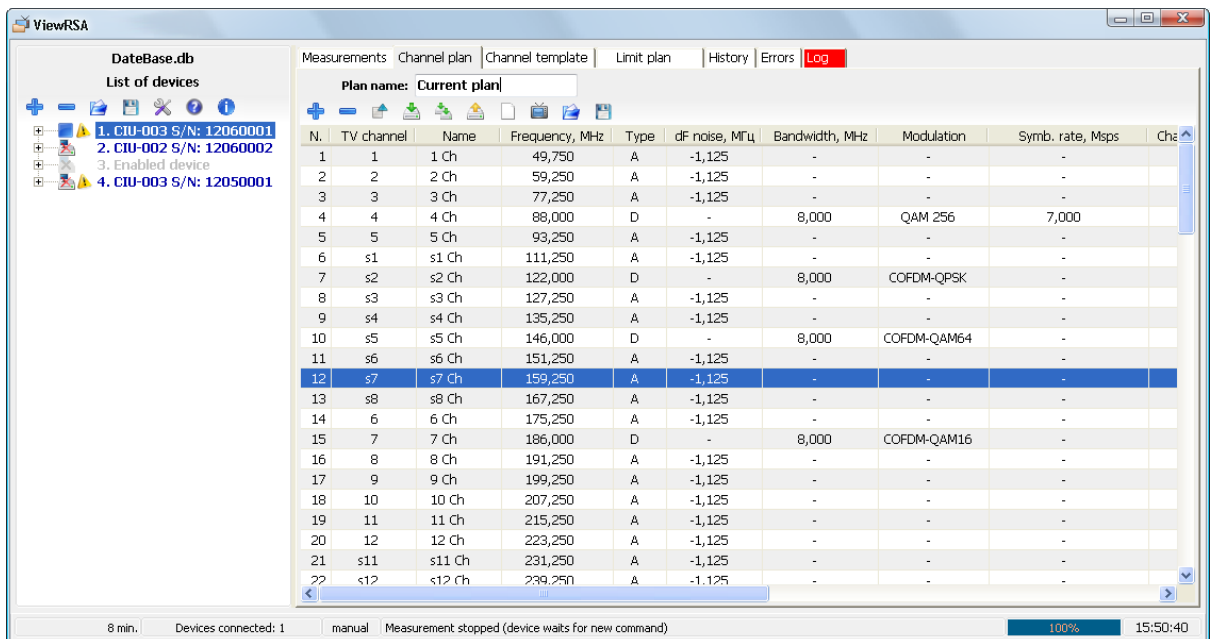 ViewRSA
DateBase.db
List of devices
1. CIU-003 S/N: 12060001
2. CIU-002 S/N: 12060002
3. Enabled device
4. CIU-003 S/N: 12050001
Measurements Channel plan Channel template Limit plan History Errors Log
Plan name: Current plan
N. TV channel Name Frequency, MHz Type dF noise, МГц Bandwidth, MHz Modulation Symb. rate, Msps Cha
1 1 1 Ch 49,750 A -1,125 - - -
2 2 2 Ch 59,250 A -1,125 - - -
3 3 3 Ch 77,250 A -1,125 - - -
4 4 4 Ch 88,000 D - 8,000 QAM 256 7,000
5 5 5 Ch 93,250 A -1,125 - - -
6 s1 s1 Ch 111,250 A -1,125 - - -
7 s2 s2 Ch 122,000 D - 8,000 COFDM-QPSK -
8 s3 s3 Ch 127,250 A -1,125 - - -
9 s4 s4 Ch 135,250 A -1,125 - - -
10 s5 s5 Ch 146,000 D - 8,000 COFDM-QAM64 -
11 s6 s6 Ch 151,250 A -1,125 - - -
12 s7 s7 Ch 159,250 A -1,125 - - -
13 s8 s8 Ch 167,250 A -1,125 - - -
14 6 6 Ch 175,250 A -1,125 - - -
15 7 7 Ch 186,000 D - 8,000 COFDM-QAM16 -
16 8 8 Ch 191,250 A -1,125 - - -
17 9 9 Ch 199,250 A -1,125 - - -
18 10 10 Ch 207,250 A -1,125 - - -
19 11 11 Ch 215,250 A -1,125 - - -
20 12 12 Ch 223,250 A -1,125 - - -
21 s11 s11 Ch 231,250 A -1,125 - - -
22 s12 s12 Ch 239,250 A -1,125 - - -
8 min. Devices connected: 1 manual Measurement stopped (device waits for new command) 100% 15:50:40